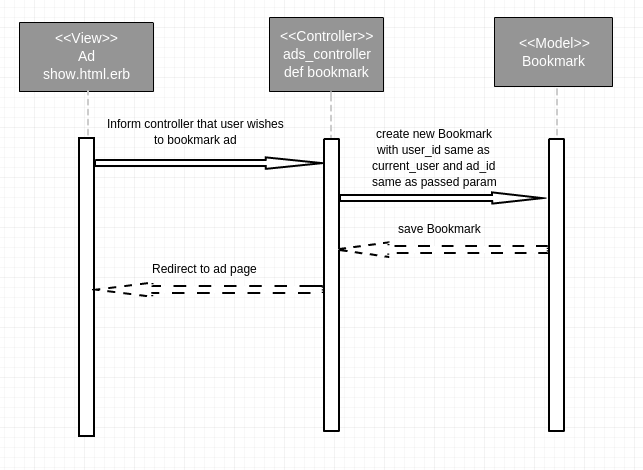 <<View>>
Ad
show.html.erb
<<Controller>>
ads_controller
def bookmark
<<Model>>
Bookmark
Inform controller that user wishes
to bookmark ad
create new Bookmark
with user_id same as
current_user and ad_id
same as passed param
save Bookmark
Redirect to ad page